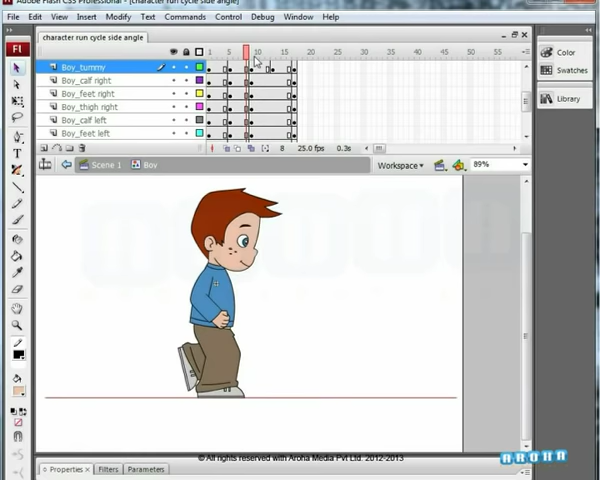 Adobe Flash CS3 Professional - [character run cycle side angle]
File Edit View Insert Modify Text Commands Control Debug Window Help
character run cycle side angle
1 5 10 15 20 25 30 35 40 45 50 55
Boy_tummy
Boy_calf right
Boy_feet right
Boy_thigh right
Boy_calf left
Boy_feet left
8 25.0 fps 0.3s
Scene 1 Boy Workspace 89%
Color
Swatches
Library
© All rights reserved with Aroha Media Pvt Ltd. 2012-2013
AROHA
Properties Filters Parameters